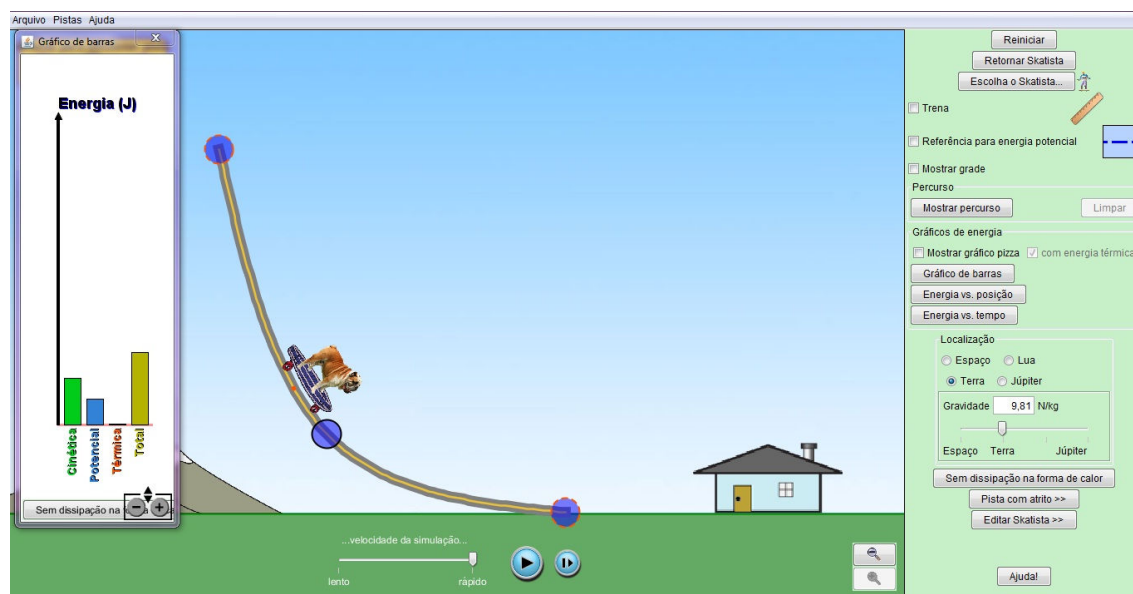 Arquivo Pistas Ajuda
Gráfico de barras
Energia (J)
Cinética
Potencial
Térmica
Total
Sem dissipação na
...velocidade da simulação...
lento
rápido
Reiniciar
Retornar Skatista
Escolha o Skatista...
Trena
Referência para energia potencial
Mostrar grade
Percurso
Mostrar percurso
Limpar
Gráficos de energia
Mostrar gráfico pizza
com energia térmica
Gráfico de barras
Energia vs. posição
Energia vs. tempo
Localização
Espaço
Lua
Terra
Júpiter
Gravidade 9,81 N/kg
Espaço Terra Júpiter
Sem dissipação na forma de calor
Pista com atrito >>
Editar Skatista >>
Ajuda!